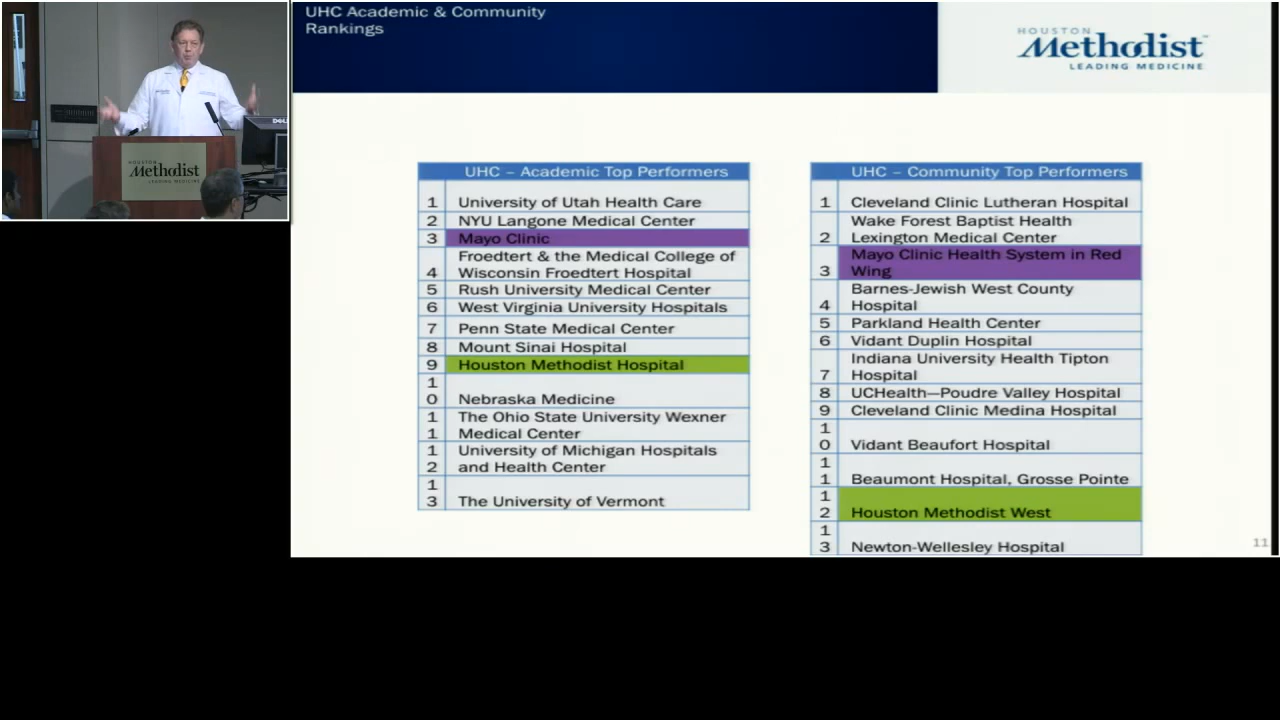 UHC Academic & Community
Rankings
HOUSTON
Methodist
LEADING MEDICINE
DELL
HOUSTON
Methodist
LEADING MEDICINE
UHC – Academic Top Performers
1 University of Utah Health Care
2 NYU Langone Medical Center
3 Mayo Clinic
Froedtert & the Medical College of
4 Wisconsin Froedtert Hospital
5 Rush University Medical Center
6 West Virginia University Hospitals
7 Penn State Medical Center
8 Mount Sinai Hospital
9 Houston Methodist Hospital
1
0 Nebraska Medicine
1 The Ohio State University Wexner
1 Medical Center
1 University of Michigan Hospitals
2 and Health Center
1
3 The University of Vermont
UHC – Community Top Performers
1 Cleveland Clinic Lutheran Hospital
Wake Forest Baptist Health
2 Lexington Medical Center
Mayo Clinic Health System in Red
3 Wing
Barnes-Jewish West County
4 Hospital
5 Parkland Health Center
6 Vidant Duplin Hospital
Indiana University Health Tipton
7 Hospital
8 UCHealth—Poudre Valley Hospital
9 Cleveland Clinic Medina Hospital
1
0 Vidant Beaufort Hospital
1
1 Beaumont Hospital, Grosse Pointe
1
2 Houston Methodist West
1
3 Newton-Wellesley Hospital
11